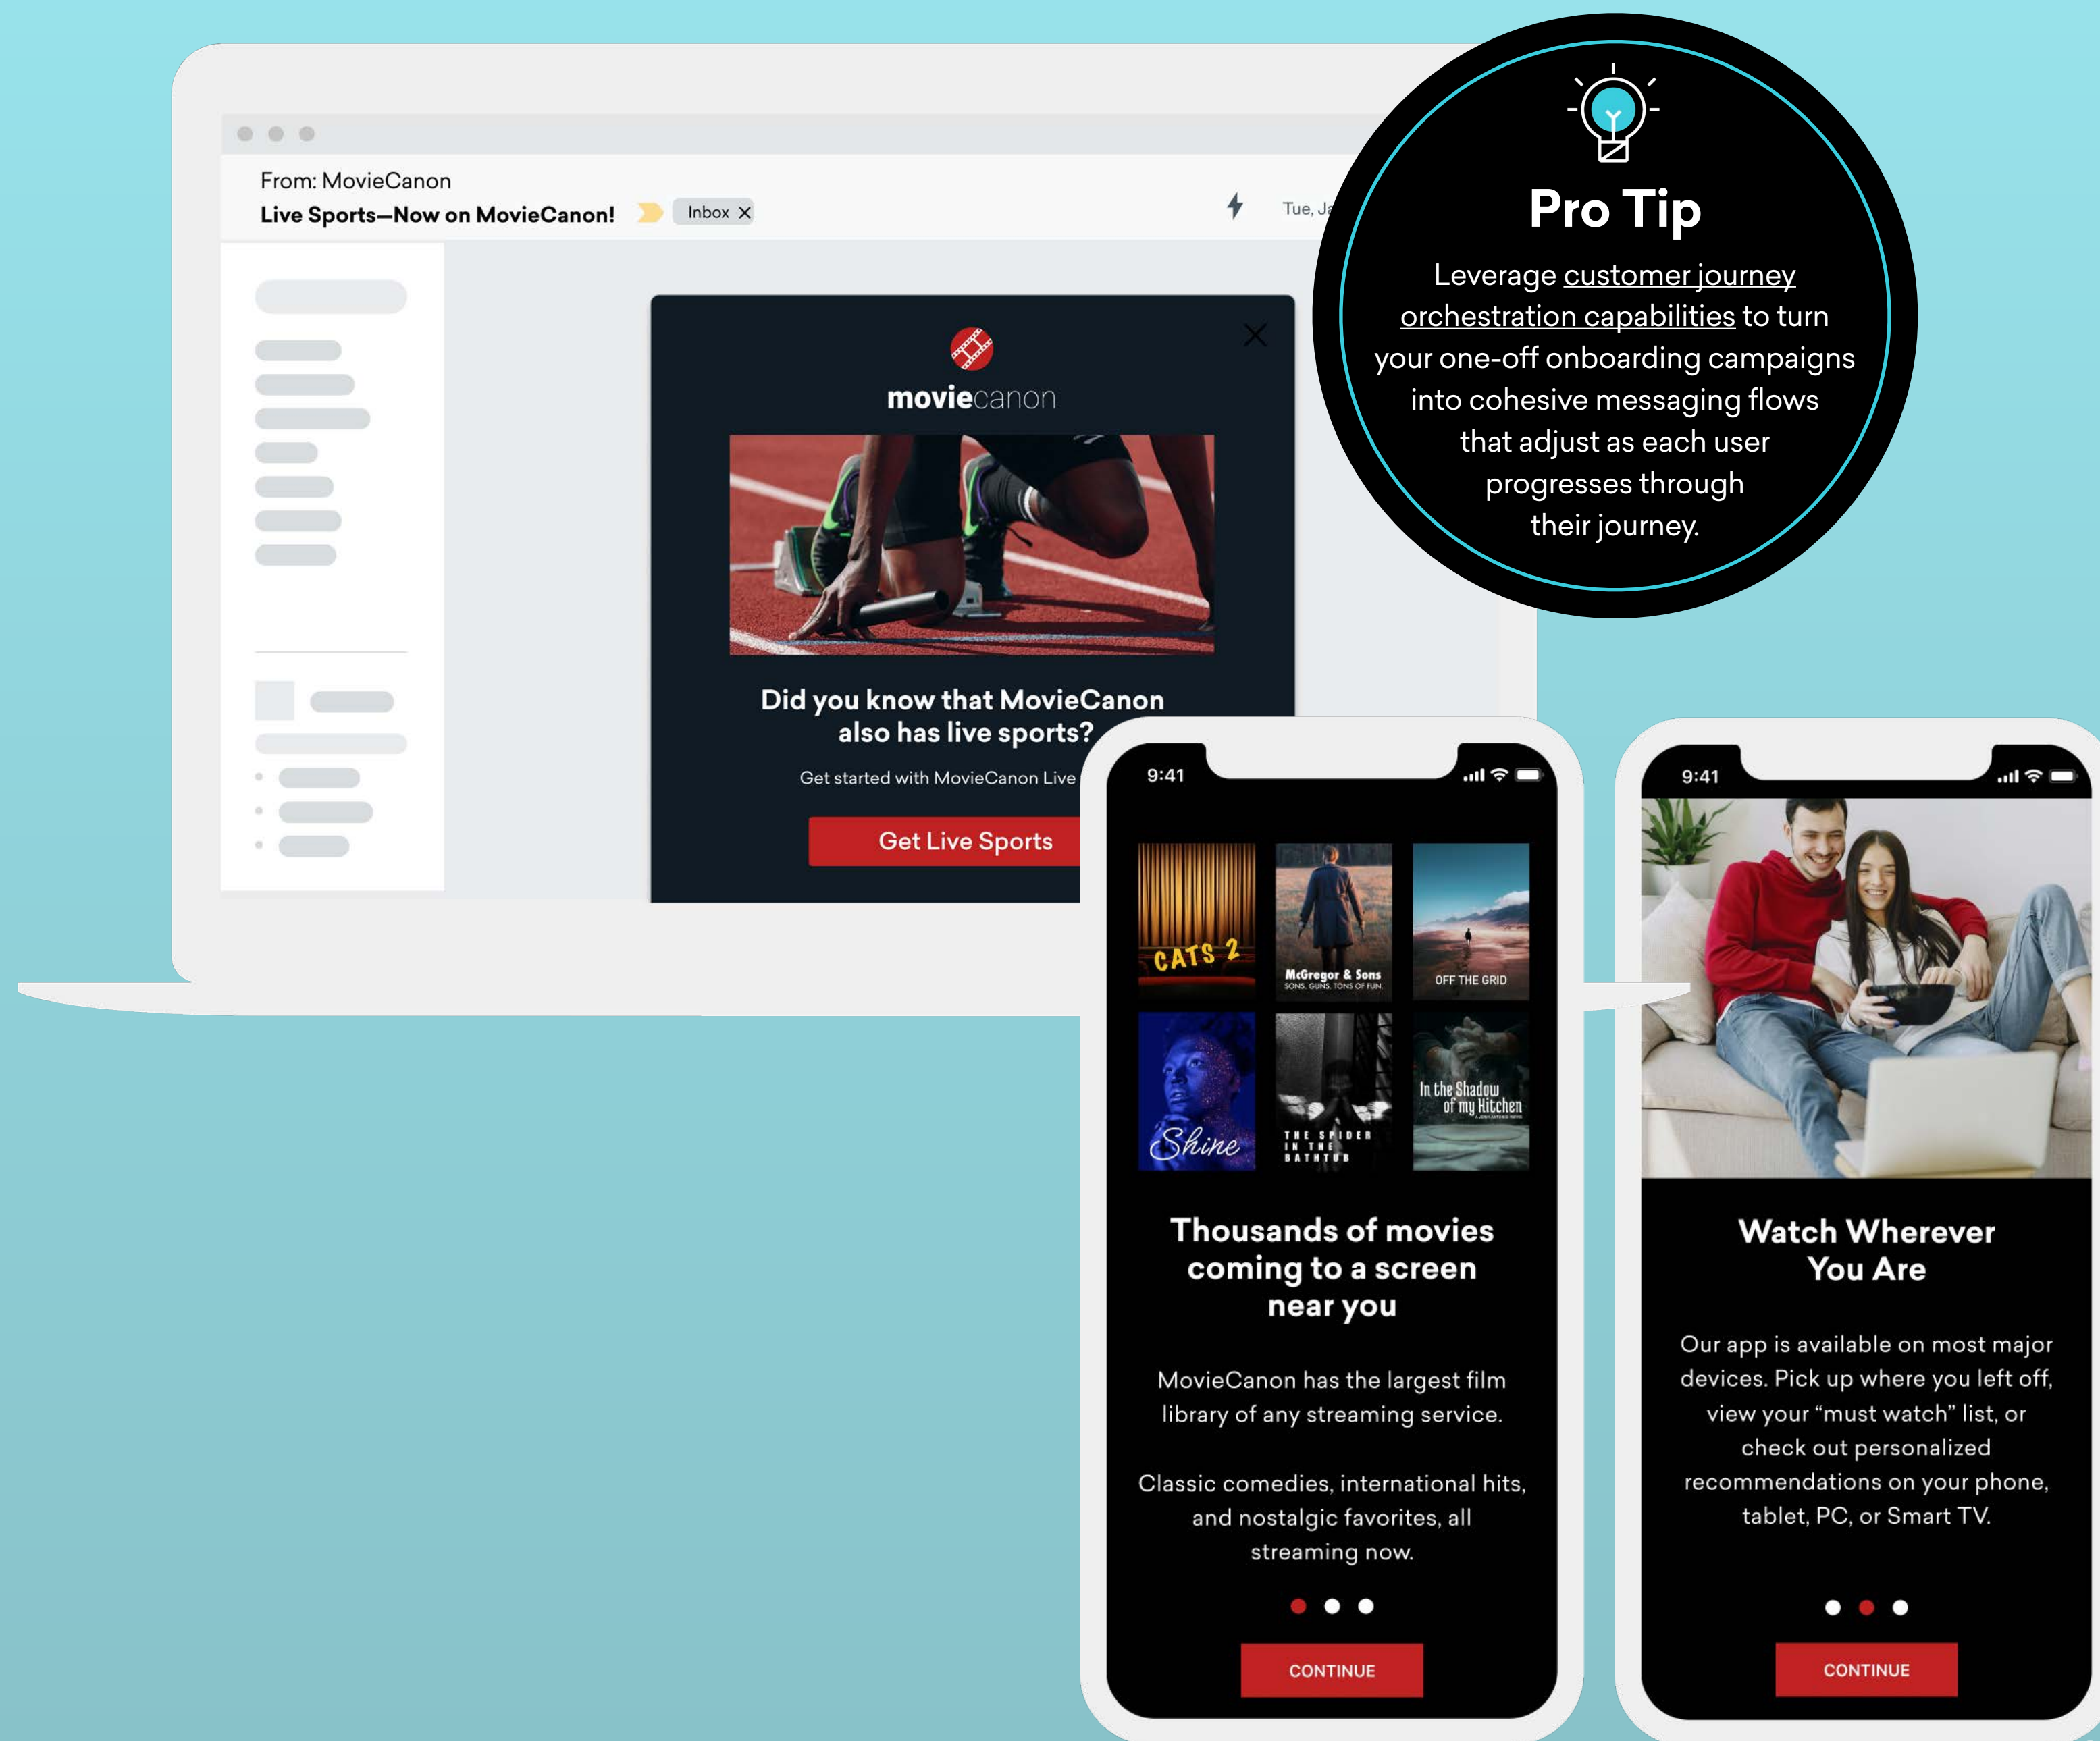 From: MovieCanon
Live Sports—Now on MovieCanon!
Inbox X
Tue,
moviecanon
Did you know that MovieCanon
also has live sports?
Get started with MovieCanon Live
Get Live Sports
Pro Tip
Leverage customer journey
orchestration capabilities to turn
your one-off onboarding campaigns
into cohesive messaging flows
that adjust as each user
progresses through
their journey.
9:41
CATS 2
McGregor & Sons
SONS. GUNS. TONS OF FUN.
OFF THE GRID
Shine
THE SPIDER
IN THE
BATHTUB
In the Shadow
of my Kitchen
Thousands of movies
coming to a screen
near you
MovieCanon has the largest film
library of any streaming service.
Classic comedies, international hits,
and nostalgic favorites, all
streaming now.
CONTINUE
9:41
Watch Wherever
You Are
Our app is available on most major
devices. Pick up where you left off,
view your “must watch” list, or
check out personalized
recommendations on your phone,
tablet, PC, or Smart TV.
CONTINUE